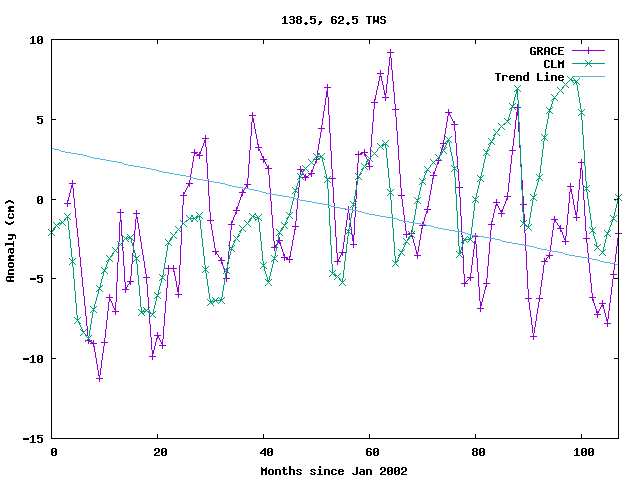 138.5, 62.5 TWS
10
5
0
-5
-10
-15
Anomaly (cm)
GRACE
CLM
Trend Line
0 20 40 60 80 100
Months since Jan 2002